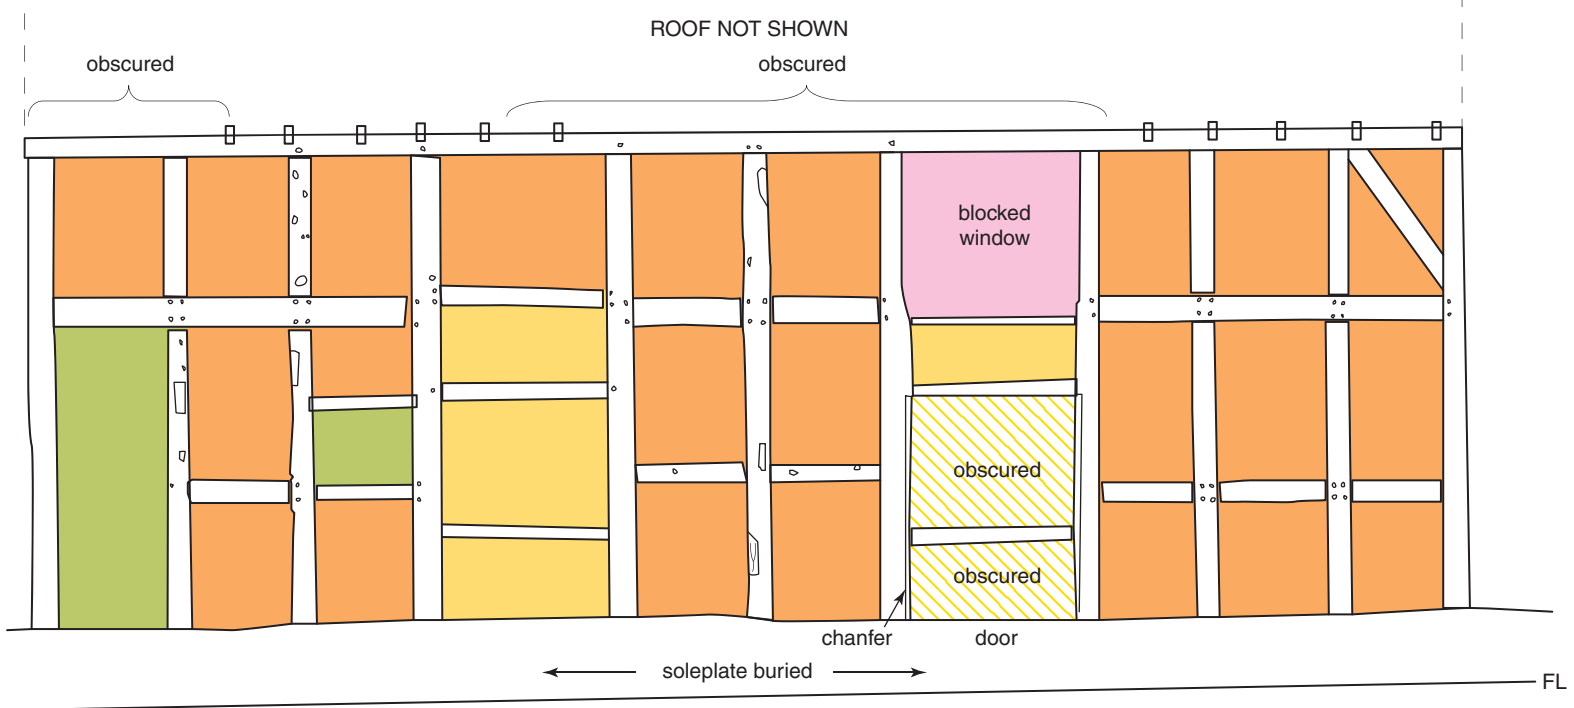 ROOF NOT SHOWN
obscured
obscured
blocked
window
obscured
obscured
chanfer
door
soleplate buried
FL